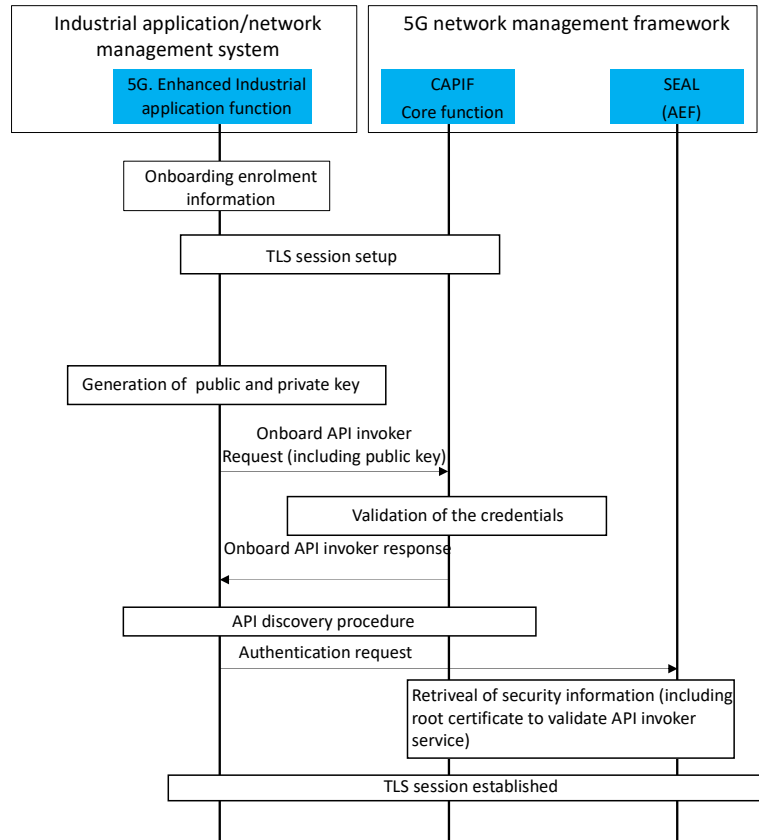 Industrial application/network
management system
5G network management framework
5G. Enhanced Industrial
application function
CAPIF
Core function
SEAL
(AEF)
Onboarding enrolment
information
TLS session setup
Generation of  public and private key
Onboard API invoker
Request (including public key)
Validation of the credentials
Onboard API invoker response
API discovery procedure
Authentication request
Retriveal of security information (including
root certificate to validate API invoker
service)
TLS session established